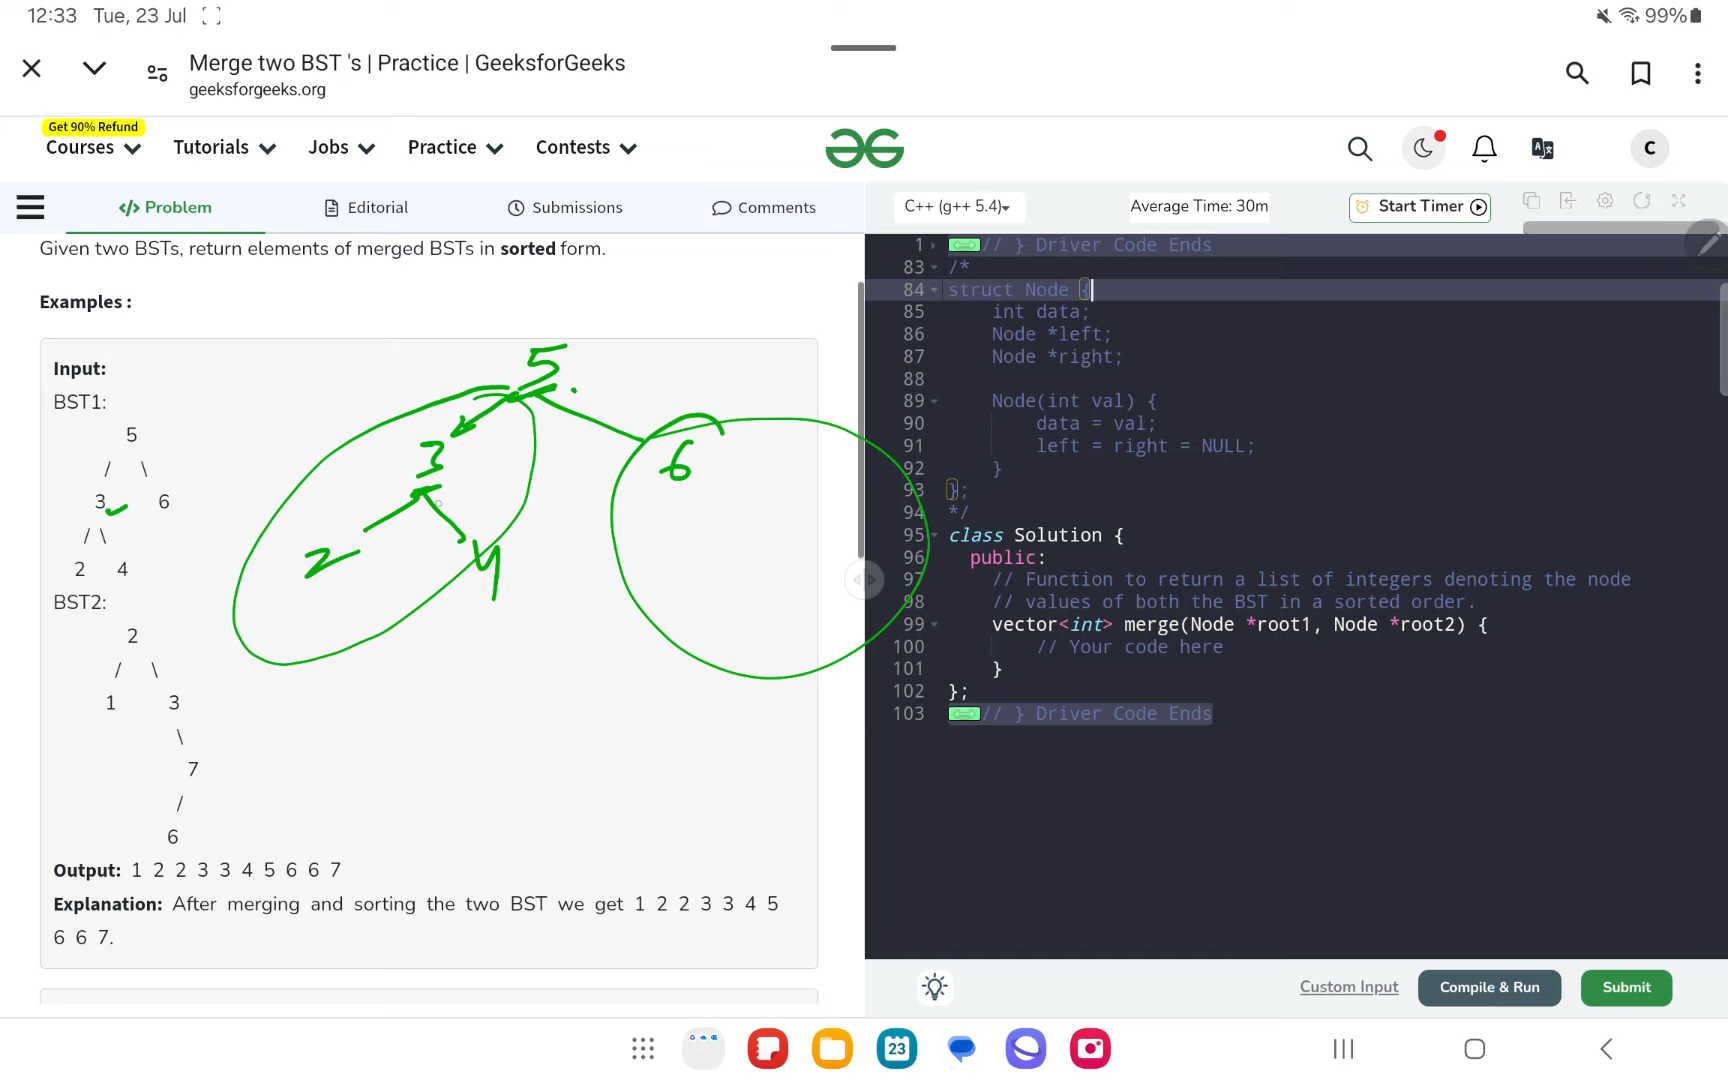 12:33 Tue, 23 Jul 99%
Merge two BST 's | Practice | GeeksforGeeks
geeksforgeeks.org
Get 90% Refund
Courses Tutorials Jobs Practice Contests C
</> Problem Editorial Submissions Comments
Given two BSTs, return elements of merged BSTs in sorted form.
Examples :
Input:
BST1:
5
/ \
3 6
/ \
2 4
BST2:
2
/ \
1 3
\
7
/
6
Output: 1 2 2 3 3 4 5 6 6 7
Explanation: After merging and sorting the two BST we get 1 2 2 3 3 4 5
6 6 7.
5
3 6
2 4
C++ (g++ 5.4) Average Time: 30m Start Timer
1 // } Driver Code Ends
83 /*
84 struct Node {
85 int data;
86 Node *left;
87 Node *right;
88
89 Node(int val) {
90 data = val;
91 left = right = NULL;
92 }
93 };
94 */
95 class Solution {
96 public:
97 // Function to return a list of integers denoting the node
98 // values of both the BST in a sorted order.
99 vector<int> merge(Node *root1, Node *root2) {
100 // Your code here
101 }
102 };
103 // } Driver Code Ends
Custom Input Compile & Run Submit
23